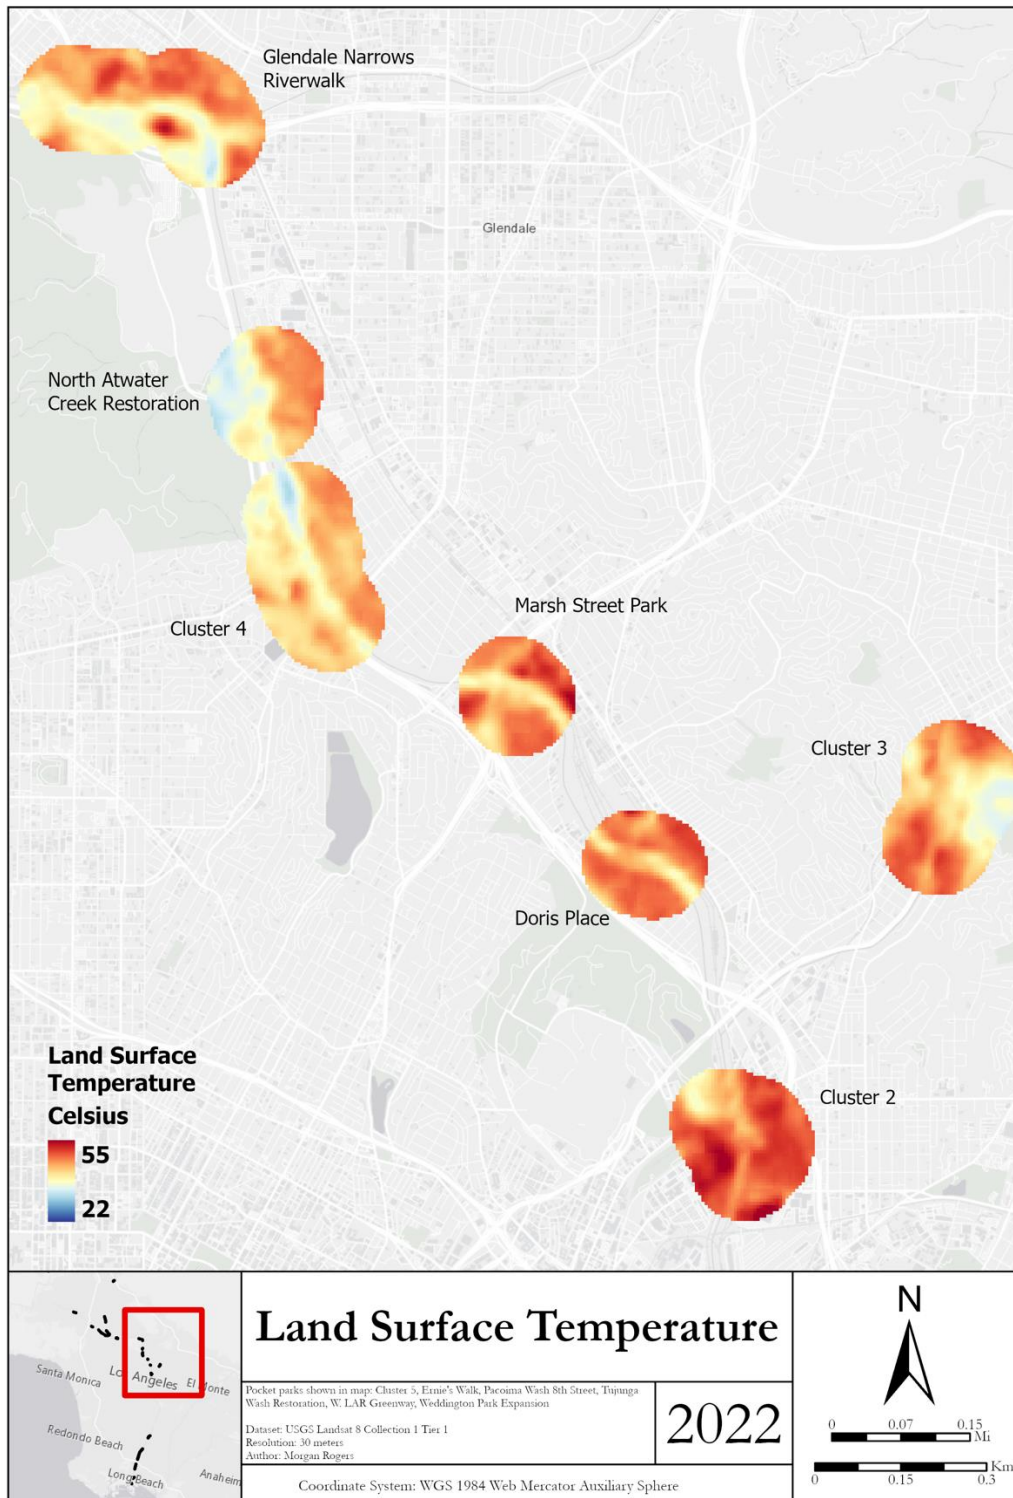 Glendale Narrows
Riverwalk
Glendale
North Atwater
Creek Restoration
Marsh Street Park
Cluster 4
Cluster 3
Doris Place
Land Surface
Temperature
Celsius
55
22
Cluster 2
Santa Monica
Los Angeles
El Monte
Redondo Beach
Long Beach
Anaheim
Land Surface Temperature
Pocket parks shown in map: Cluster 5, Ernie's Walk, Pacoima Wash 8th Street, Tujunga
Wash Restoration, W. LAR Greenway, Weddington Park Expansion
Dataset: USGS Landsat 8 Collection 1 Tier 1
Resolution: 30 meters
Author: Morgan Rogers
2022
Coordinate System: WGS 1984 Web Mercator Auxiliary Sphere
N
0 0.07 0.15
Mi
Km
0 0.15 0.3